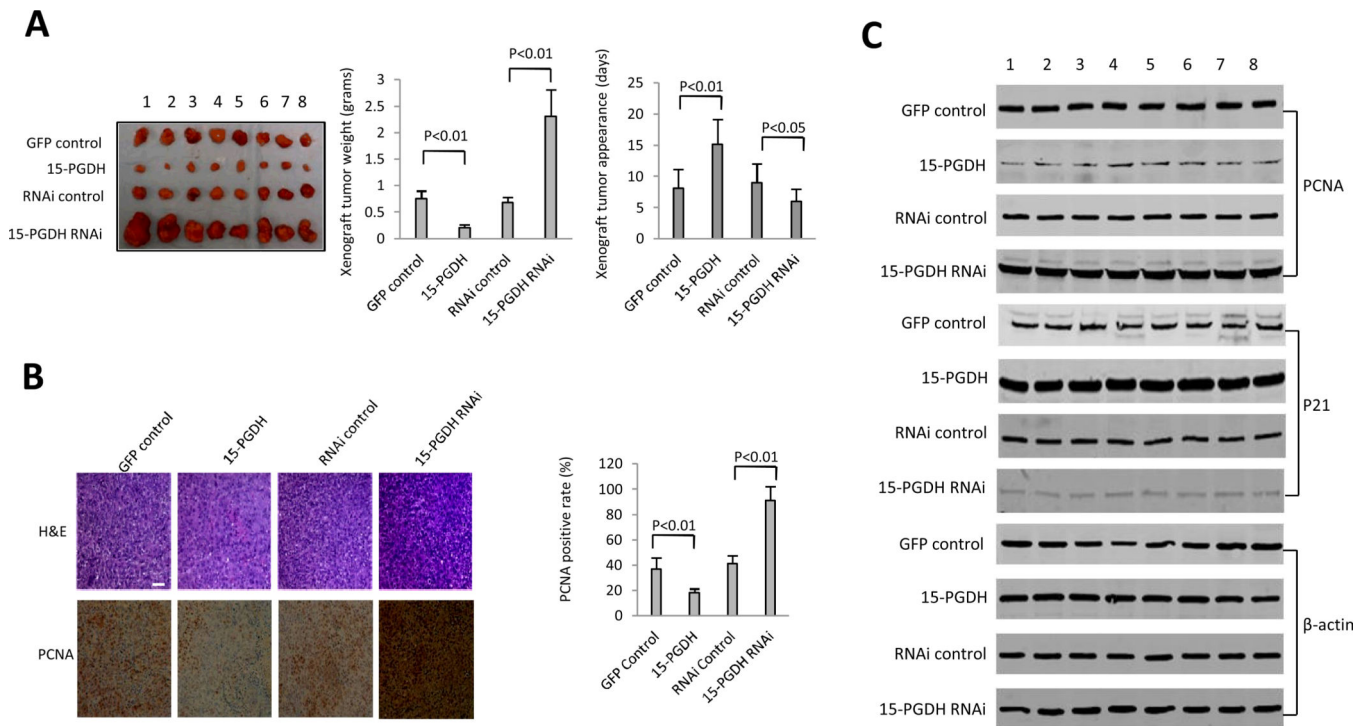 A
1 2 3 4 5 6 7 8
GFP control
15-PGDH
RNAi control
15-PGDH RNAi
Xenograft tumor weight (grams)
3
2.5
2
1.5
1
0.5
0
P<0.01
P<0.01
GFP control
15-PGDH
RNAi control
15-PGDH RNAi
Xenograft tumor appearance (days)
25
20
15
10
5
0
P<0.01
P<0.05
GFP control
15-PGDH
RNAi control
15-PGDH RNAi
B
GFP control
15-PGDH
RNAi control
15-PGDH RNAi
H&E
PCNA
PCNA positive rate (%)
120
100
80
60
40
20
0
P<0.01
P<0.01
GFP Control
15-PGDH
RNAi Control
15-PGDH RNAi
C
1 2 3 4 5 6 7 8
GFP control
15-PGDH
RNAi control
15-PGDH RNAi
PCNA
GFP control
15-PGDH
RNAi control
15-PGDH RNAi
P21
GFP control
15-PGDH
RNAi control
15-PGDH RNAi
β-actin